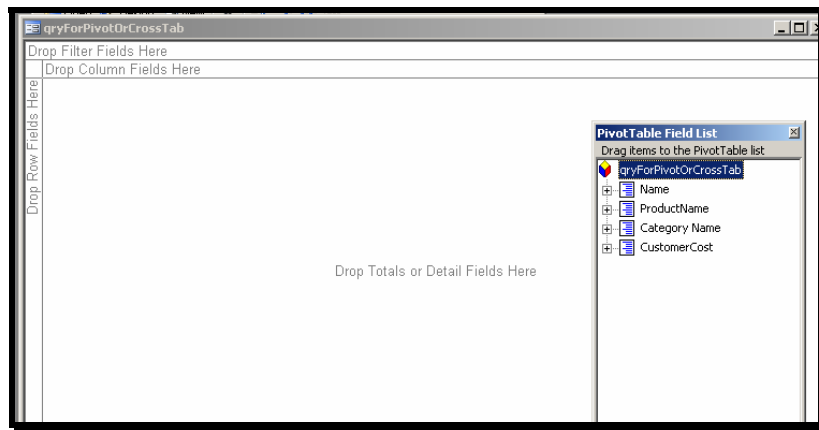 qryForPivotOrCrossTab
Drop Filter Fields Here
Drop Column Fields Here
Drop Row Fields Here
PivotTable Field List
Drag items to the PivotTable list
qryForPivotOrCrossTab
Name
ProductName
Category Name
CustomerCost
Drop Totals or Detail Fields Here